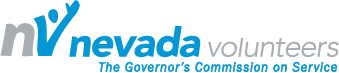 nv nevada volunteers
The Governor's Commission on Service